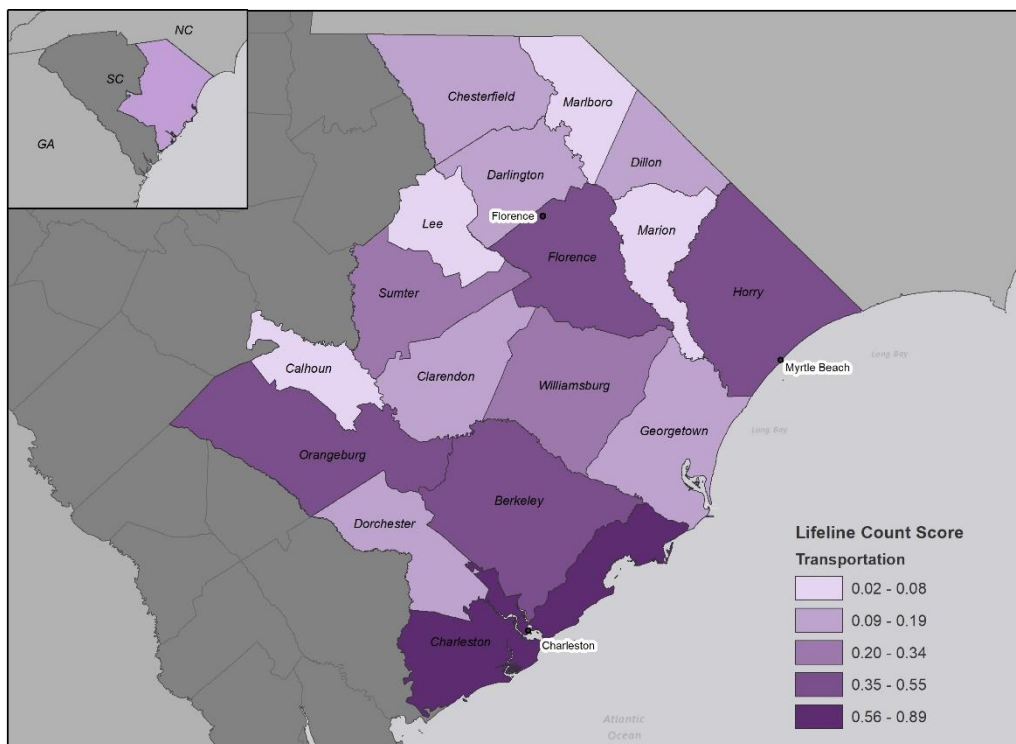 NC
SC
GA
Chesterfield
Marlboro
Dillon
Darlington
Florence
Lee
Marion
Florence
Horry
Sumter
Long Bay
Myrtle Beach
Calhoun
Clarendon
Williamsburg
Georgetown
Long Bay
Orangeburg
Berkeley
Dorchester
Charleston
Charleston
Atlantic
Ocean
Lifeline Count Score
Transportation
0.02 - 0.08
0.09 - 0.19
0.20 - 0.34
0.35 - 0.55
0.56 - 0.89